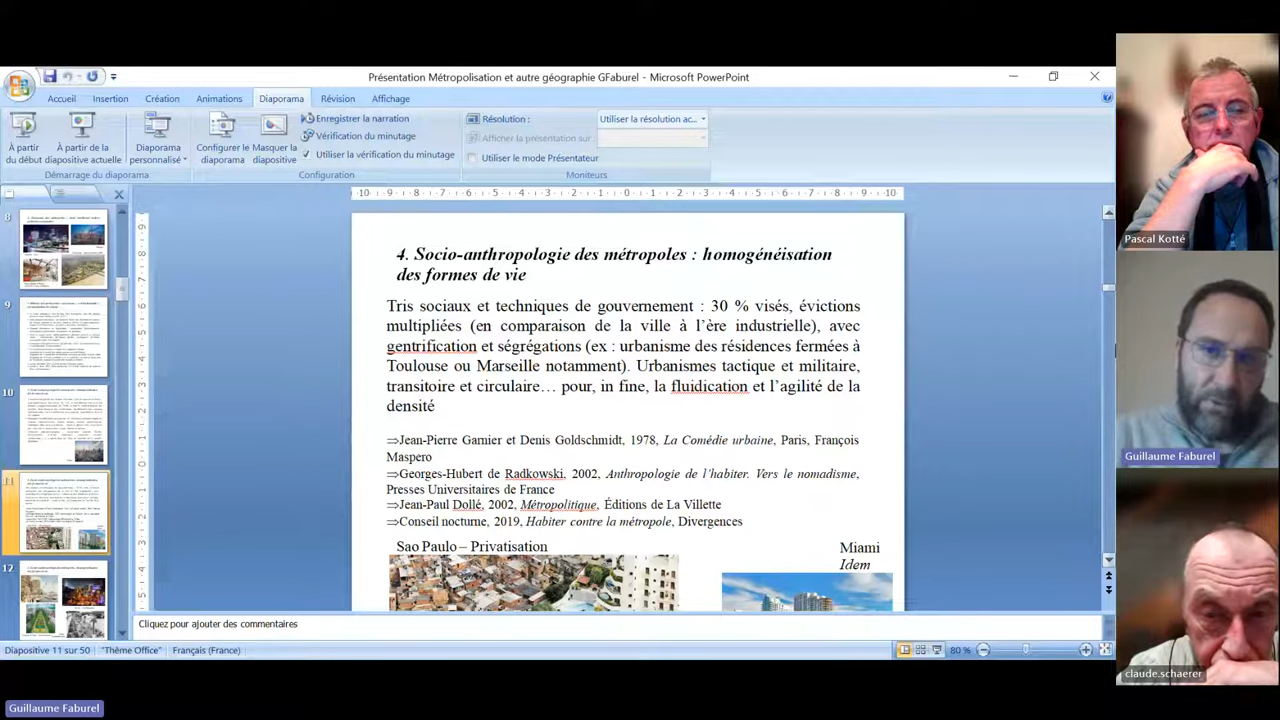 Présentation Métropolisation et autre géographie GFaburel - Microsoft PowerPoint
Accueil Insertion Création Animations Diaporama Révision Affichage
À partir du début
À partir de la diapositive actuelle
Diaporama personnalisé
Démarrage du diaporama
Configurer le diaporama
Masquer la diapositive
Enregistrer la narration
Vérification du minutage
Utiliser la vérification du minutage
Configuration
Résolution : Utiliser la résolution ac...
Afficher la présentation sur :
Utiliser le mode Présentateur
Moniteurs
8
9
10
11
12
4. Socio-anthropologie des métropoles : homogénéisation
des formes de vie
Tris sociaux et techniques de gouvernement : 30 % visés, évictions
multipliées (/comparaison de la ville à l'ère industrielle), avec
gentrification et ségrégations (ex : urbanisme des résidences fermées à
Toulouse ou Marseille notamment). Urbanismes tactique et militaire,
transitoire et circulaire… pour, in fine, la fluidication et l'agilité de la
densité
⇒Jean-Pierre Garnier et Denis Goldschmidt, 1978, La Comédie urbaine, Paris, François
Maspero
⇒Georges-Hubert de Radkowski, 2002, Anthropologie de l'habiter. Vers le nomadisme,
Presses Universitaires de France
⇒Jean-Paul Dollé, 2002, Métropolitique, Éditions de La Villette
⇒Conseil nocturne, 2019, Habiter contre la métropole, Divergences
Sao Paulo – Privatisation
Miami
Idem
Cliquez pour ajouter des commentaires
Diapositive 11 sur 50 "Thème Office" Français (France) 80 %
Pascal Kotté
Guillaume Faburel
claude.schaerer
Guillaume Faburel